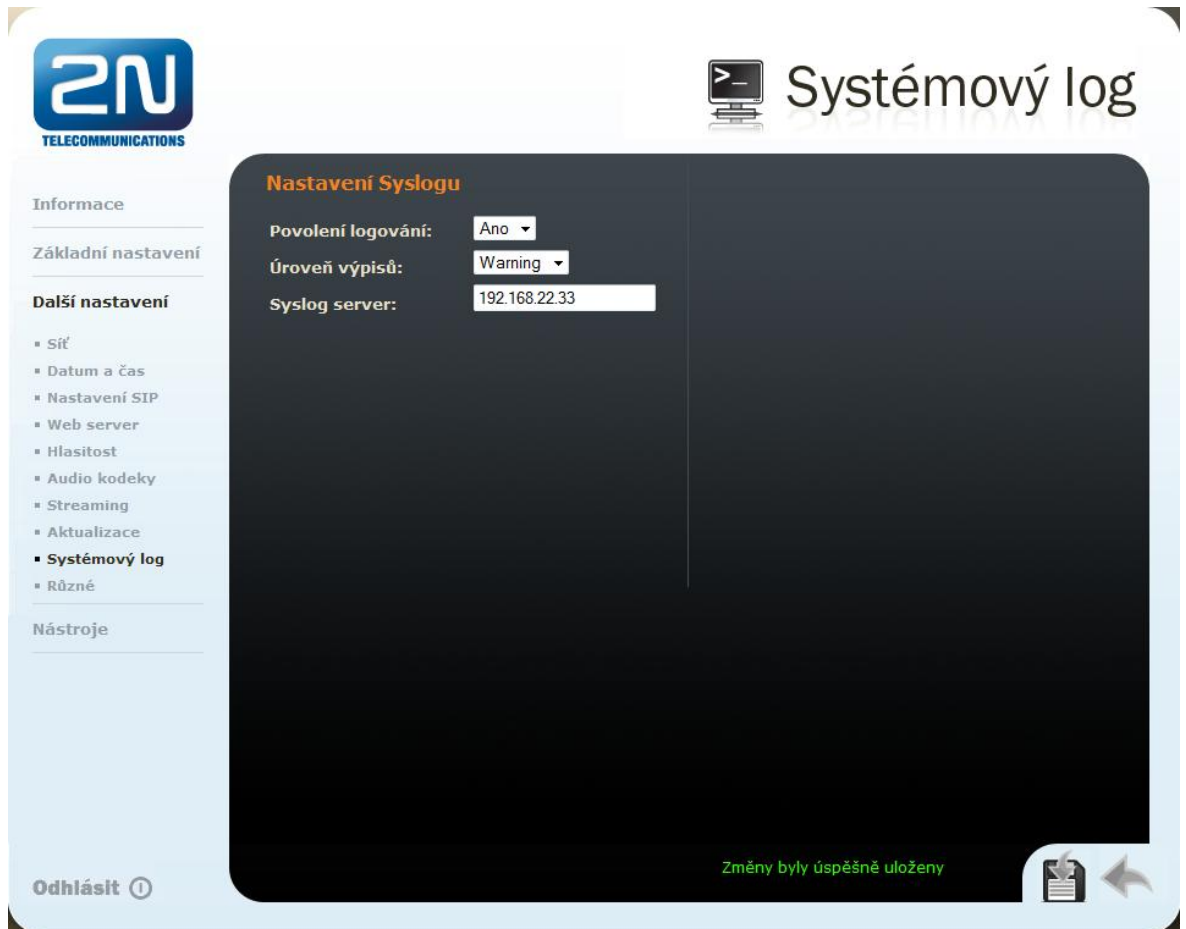 2N
TELECOMMUNICATIONS
>_
Systémový log
Informace
Základní nastavení
Další nastavení
Síť
Datum a čas
Nastavení SIP
Web server
Hlasitost
Audio kodeky
Streaming
Aktualizace
Systémový log
Různé
Nástroje
Odhlásit
Nastavení Syslogu
Povolení logování: Ano
Úroveň výpisů: Warning
Syslog server: 192.168.22.33
Změny byly úspěšně uloženy